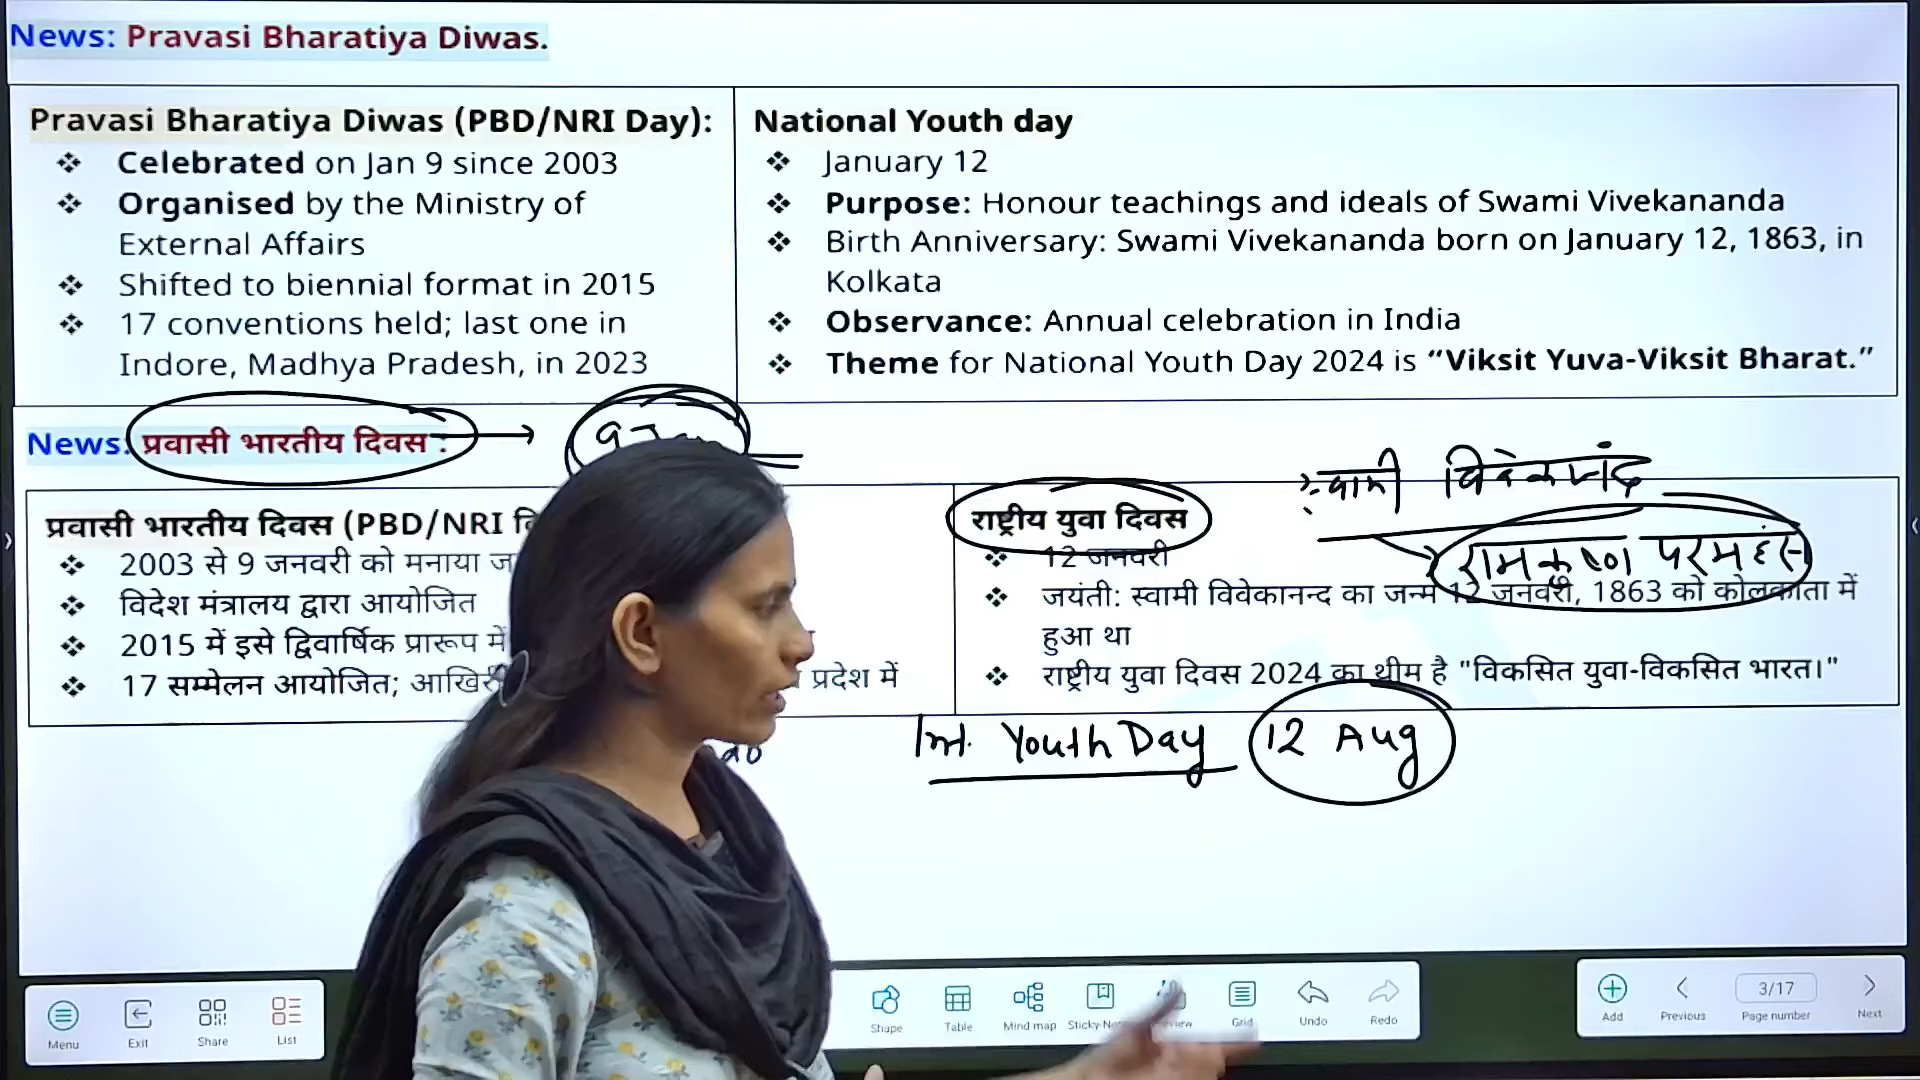 News: Pravasi Bharatiya Diwas.
Pravasi Bharatiya Diwas (PBD/NRI Day):
❖ Celebrated on Jan 9 since 2003
❖ Organised by the Ministry of
External Affairs
❖ Shifted to biennial format in 2015
❖ 17 conventions held; last one in
Indore, Madhya Pradesh, in 2023
National Youth day
❖ January 12
❖ Purpose: Honour teachings and ideals of Swami Vivekananda
❖ Birth Anniversary: Swami Vivekananda born on January 12, 1863, in
Kolkata
❖ Observance: Annual celebration in India
❖ Theme for National Youth Day 2024 is “Viksit Yuva-Viksit Bharat.”
News: प्रवासी भारतीय दिवस :
प्रवासी भारतीय दिवस (PBD/NRI
❖ 2003 से 9 जनवरी को मनाया
❖ विदेश मंत्रालय द्वारा आयोजित
❖ 2015 में इसे द्विवार्षिक प्रारूप में
❖ 17 सम्मेलन आयोजित; प्रदेश में
स्वामी विवेकानंद
रामकृष्ण परमहंस
राष्ट्रीय युवा दिवस
❖ 12 जनवरी
❖ जयंती: स्वामी विवेकानन्द का जन्म 12 जनवरी, 1863 को कोलकाता में
हुआ था
❖ राष्ट्रीय युवा दिवस 2024 का थीम है "विकसित युवा-विकसित भारत।"
Int. Youth Day 12 Aug
Menu Exit Share List
Shape Table Mind map Grid Undo Redo
Add Previous 3/17 Page number Next